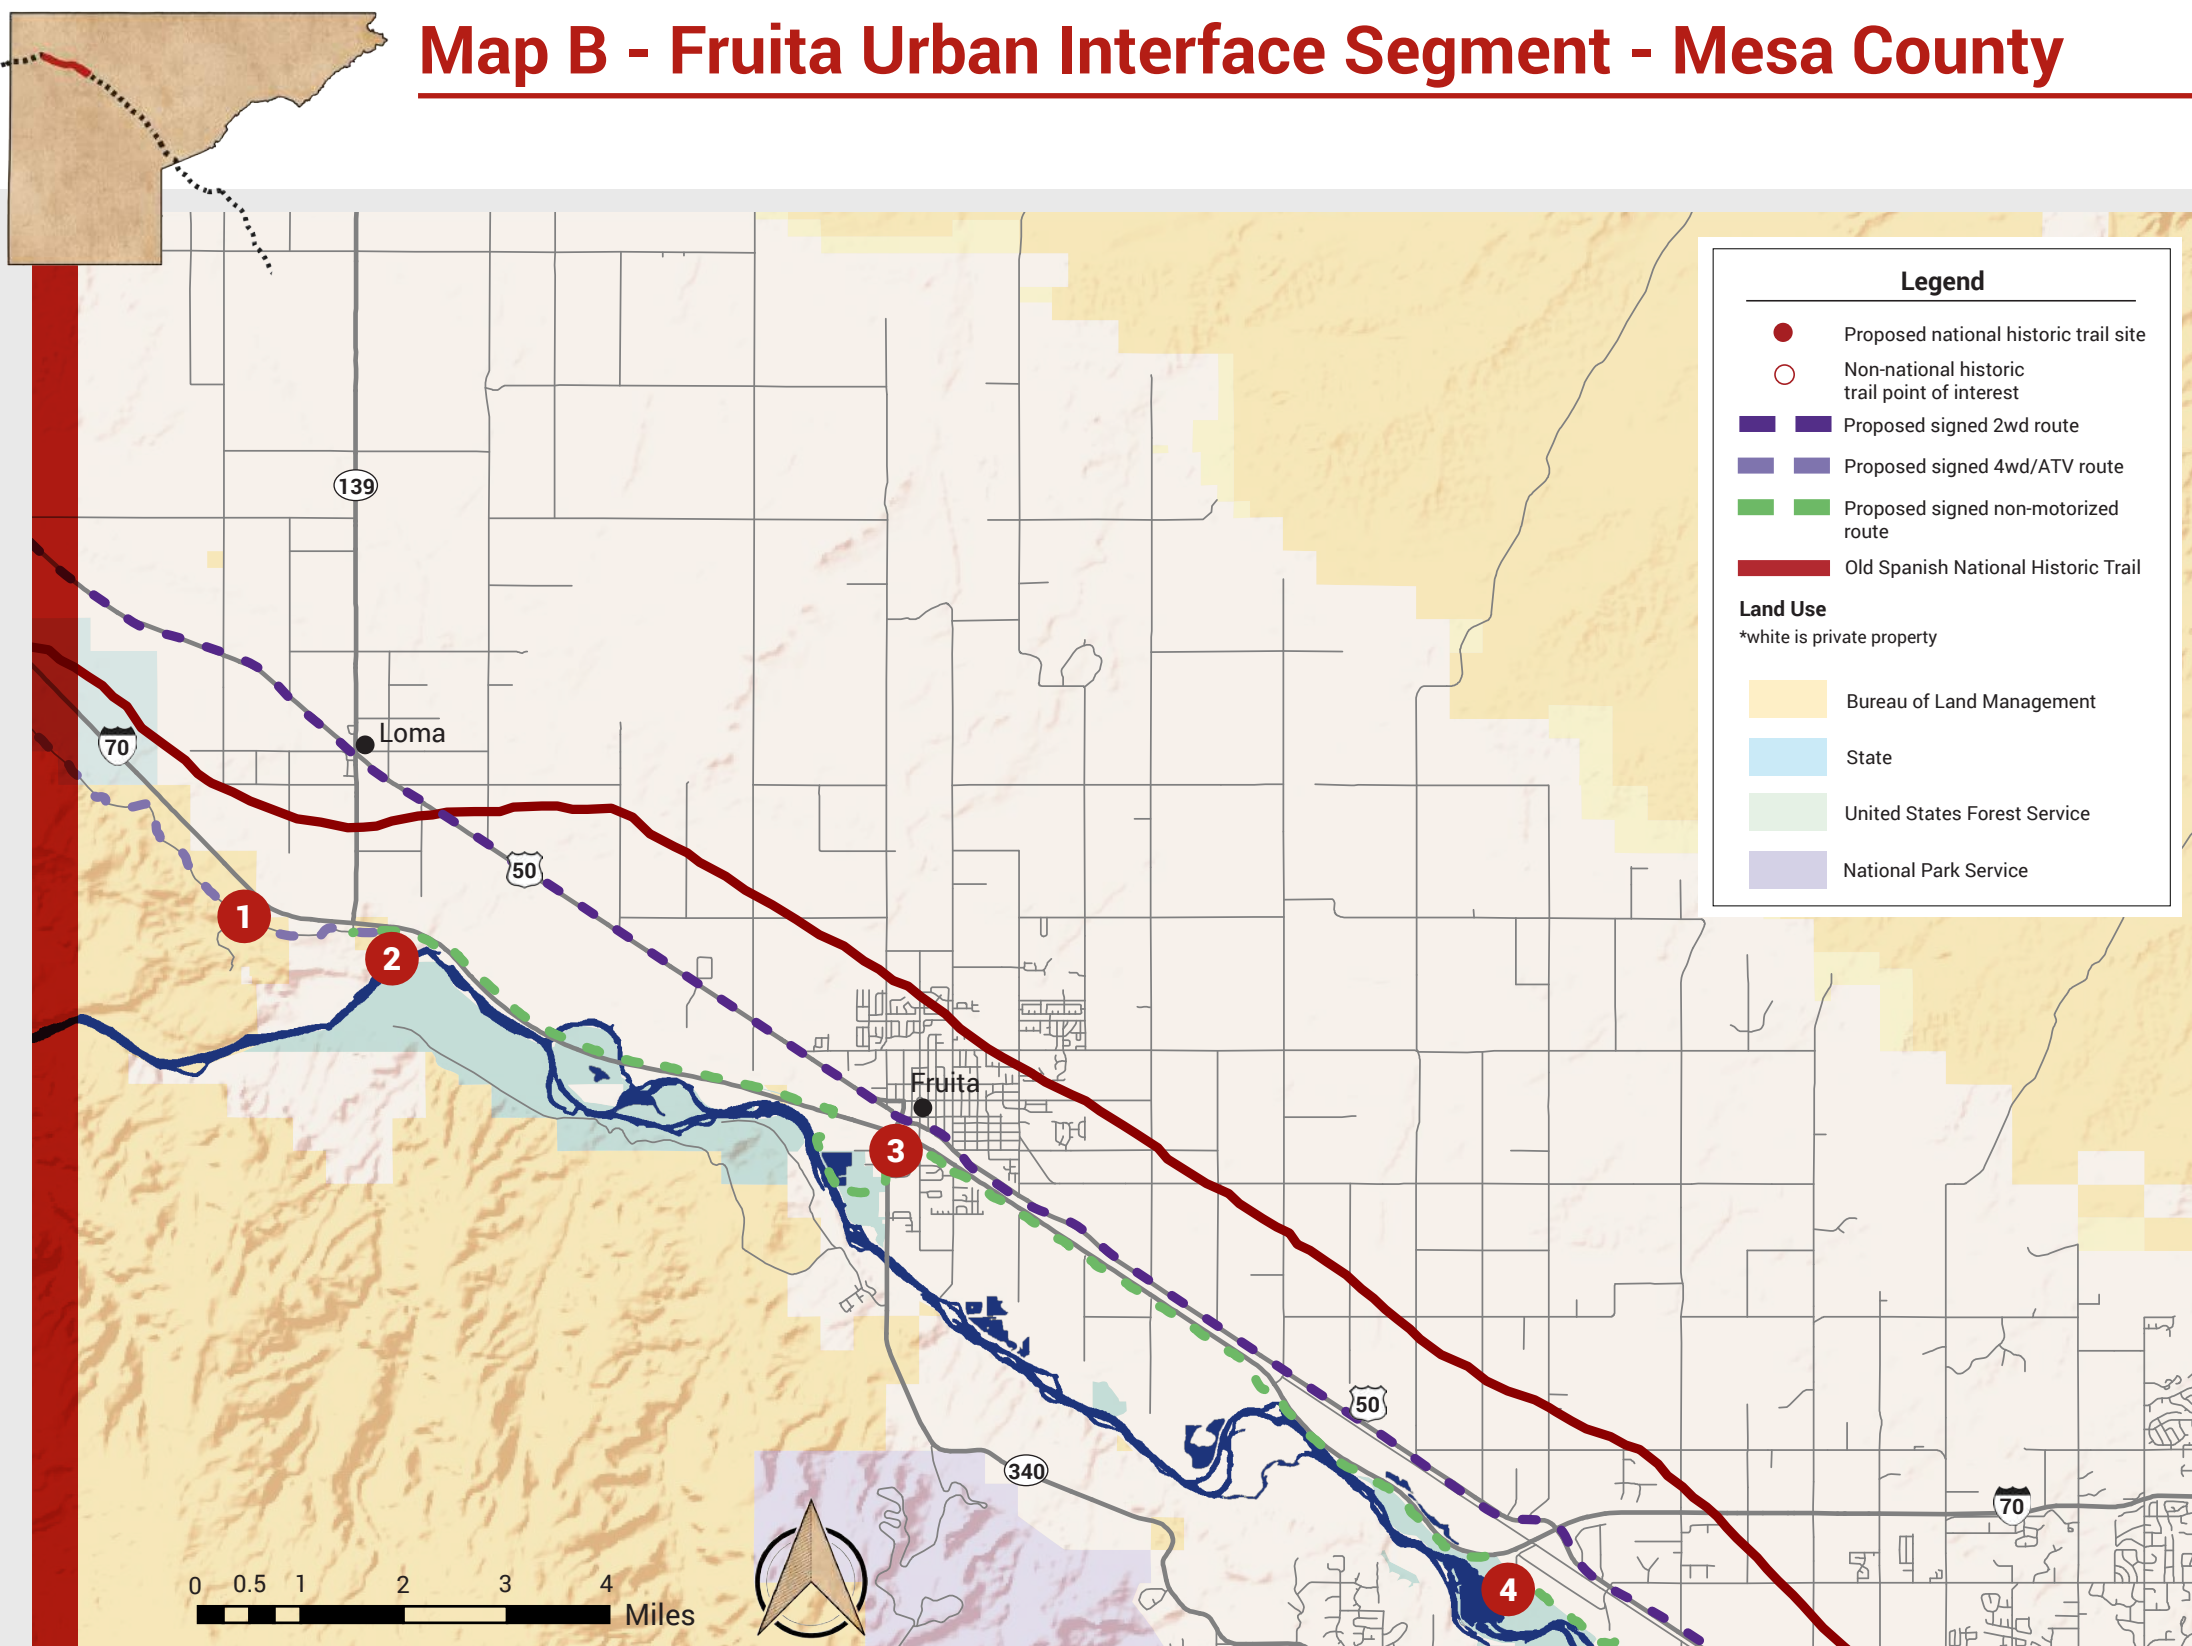 Map B - Fruita Urban Interface Segment - Mesa County
Legend
Proposed national historic trail site
Non-national historic
trail point of interest
Proposed signed 2wd route
Proposed signed 4wd/ATV route
Proposed signed non-motorized
route
Old Spanish National Historic Trail
Land Use
*white is private property
Bureau of Land Management
State
United States Forest Service
National Park Service
139
Loma
70
50
1
2
Fruita
3
50
340
70
4
0 0.5 1 2 3 4
Miles